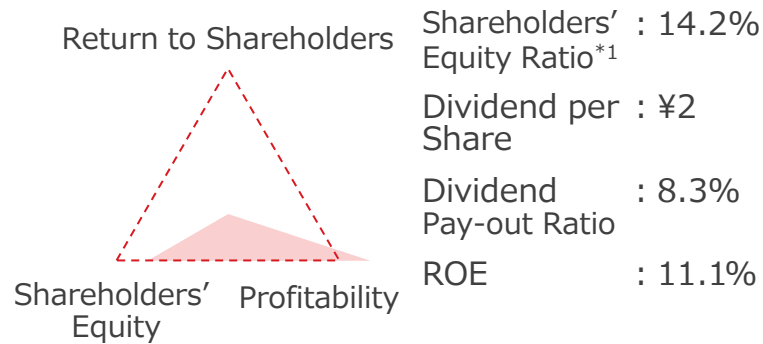 Return to Shareholders
Shareholders’
Equity
Profitability
Shareholders’ : 14.2%
Equity Ratio*1
Dividend per : ¥2
Share
Dividend : 8.3%
Pay-out Ratio
ROE : 11.1%